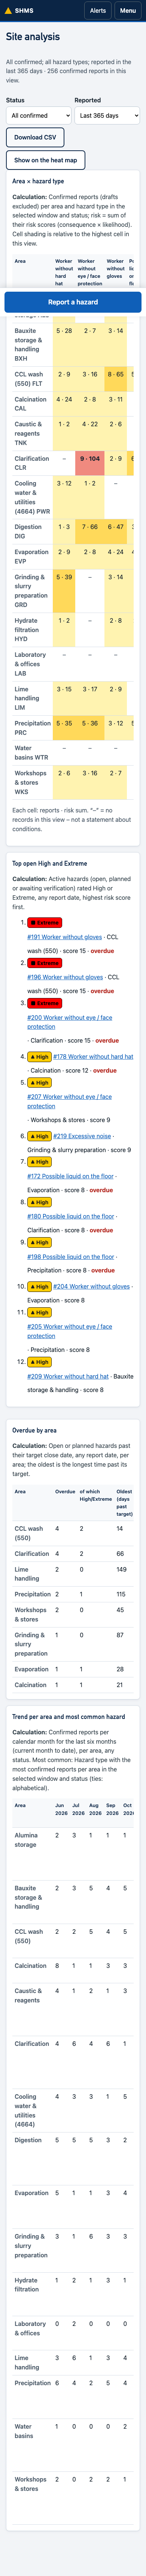 SHMS
Alerts
Menu
Site analysis
All confirmed; all hazard types; reported in the
last 365 days · 256 confirmed reports in this
view.
Status
Reported
All confirmed
Last 365 days
Download CSV
Show on the heat map
Area × hazard type
Calculation: Confirmed reports (drafts
excluded) per area and hazard type in the
selected window and status; risk = sum of
their risk scores (consequence × likelihood). Cell
shading is relative to the highest cell in
this view.
Area
Worker without hard hat
Worker without eye / face protection
Worker without gloves
Report a hazard
Bauxite storage & handling BXH
5 · 28
2 · 7
3 · 14
CCL wash (550) FLT
2 · 9
3 · 16
8 · 65
Calcination CAL
4 · 24
2 · 8
3 · 11
Caustic & reagents TNK
1 · 2
4 · 22
2 · 6
Clarification CLR
–
9 · 104
2 · 9
Cooling water & utilities (4664) PWR
3 · 12
1 · 2
–
Digestion DIG
1 · 3
7 · 66
6 · 47
Evaporation EVP
2 · 9
2 · 8
4 · 24
Grinding & slurry preparation GRD
5 · 39
–
3 · 14
Hydrate filtration HYD
1 · 2
–
2 · 8
Laboratory & offices LAB
–
–
–
Lime handling LIM
3 · 15
3 · 17
2 · 9
Precipitation PRC
5 · 35
5 · 36
3 · 12
Water basins WTR
–
–
–
Workshops & stores WKS
2 · 6
3 · 16
2 · 7
Each cell: reports · risk sum. "–" = no
records in this view – not a statement about
conditions.
Top open High and Extreme
Calculation: Active hazards (open, planned
or awaiting verification) rated High or
Extreme, any report date, highest risk score
first.
1. Extreme
#191 Worker without gloves · CCL
wash (550) · score 15 · overdue
2. Extreme
#196 Worker without gloves · CCL
wash (550) · score 15 · overdue
3. Extreme
#200 Worker without eye / face
protection
· Clarification · score 15 · overdue
4. High #178 Worker without hard hat
· Calcination · score 12 · overdue
5. High
#207 Worker without eye / face
protection
· Workshops & stores · score 9
6. High #219 Excessive noise ·
Grinding & slurry preparation · score 9
7. High
#172 Possible liquid on the floor ·
Evaporation · score 8 · overdue
8. High
#180 Possible liquid on the floor ·
Clarification · score 8 · overdue
9. High
#198 Possible liquid on the floor ·
Precipitation · score 8 · overdue
10. High #204 Worker without gloves ·
Evaporation · score 8
11. High
#205 Worker without eye / face
protection
· Precipitation · score 8
12. High
#209 Worker without hard hat · Bauxite
storage & handling · score 8
Overdue by area
Calculation: Open or planned hazards past
their target close date, any report date, per
area; the oldest is the longest time past its
target.
Area
Overdue
of which High/Extreme
Oldest (days past target)
CCL wash (550)
4
2
14
Clarification
4
2
66
Lime handling
2
0
149
Precipitation
2
1
115
Workshops & stores
2
0
45
Grinding & slurry preparation
1
0
87
Evaporation
1
1
28
Calcination
1
1
21
Trend per area and most common hazard
Calculation: Confirmed reports per
calendar month for the last six months
(current month to date), per area, any
status. Most common: Hazard type with the
most confirmed reports per area in the
selected window and status (ties:
alphabetical).
Area
Jun 2026
Jul 2026
Aug 2026
Sep 2026
Oct
Alumina storage
2
3
1
1
1
Bauxite storage & handling
2
3
5
4
5
CCL wash (550)
2
2
5
4
5
Calcination
8
1
1
3
3
Caustic & reagents
4
1
2
1
3
Clarification
4
6
4
6
1
Cooling water & utilities (4664)
4
3
3
1
5
Digestion
5
5
5
3
2
Evaporation
5
1
1
3
4
Grinding & slurry preparation
3
1
6
3
3
Hydrate filtration
1
2
1
3
1
Laboratory & offices
0
2
0
0
0
Lime handling
3
6
1
3
4
Precipitation
6
4
2
5
4
Water basins
1
0
0
0
2
Workshops & stores
2
0
2
2
1